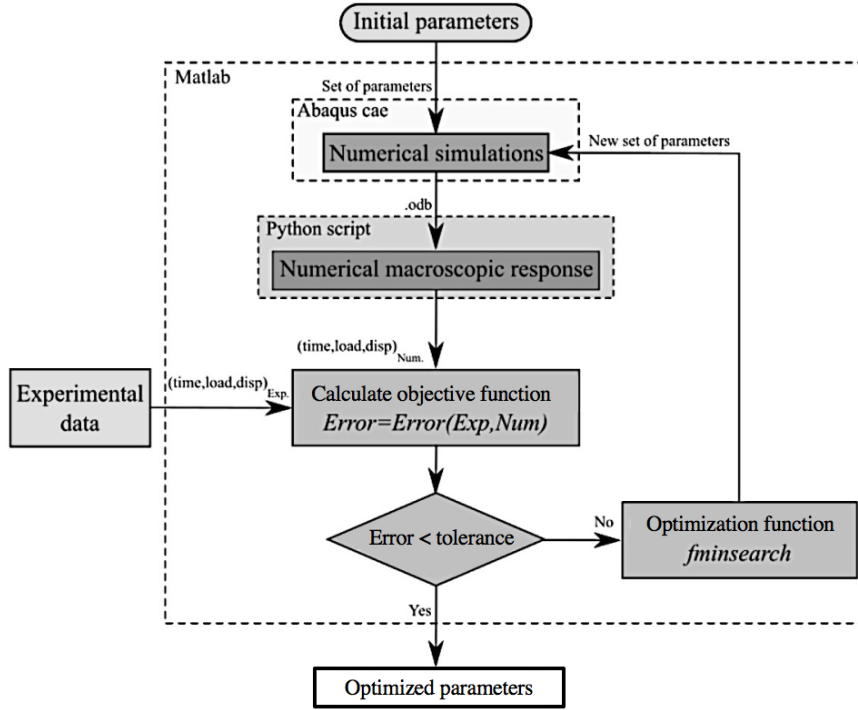 Initial parameters
Matlab
Set of parameters
Abaqus cae
Numerical simulations
New set of parameters
.odb
Python script
Numerical macroscopic response
(time,load,disp)Num.
(time,load,disp)Exp.
Experimental
data
Calculate objective function
Error=Error(Exp,Num)
Error < tolerance
No
Optimization function
fminsearch
Yes
Optimized parameters